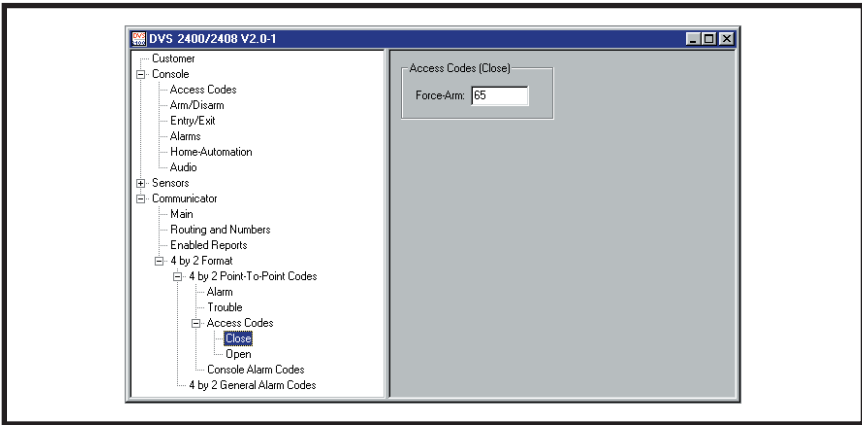 DVS 2400/2408 V2.0-1
Customer
Console
Access Codes
Arm/Disarm
Entry/Exit
Alarms
Home-Automation
Audio
Sensors
Communicator
Main
Routing and Numbers
Enabled Reports
4 by 2 Format
4 by 2 Point-To-Point Codes
Alarm
Trouble
Access Codes
Close
Open
Console Alarm Codes
4 by 2 General Alarm Codes
Access Codes (Close)
Force-Arm: 65